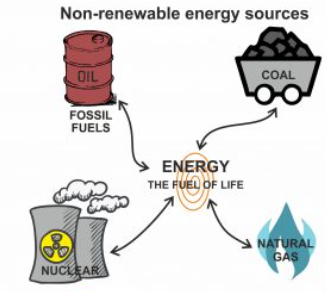 Non-renewable energy sources
OIL
COAL
FOSSIL
FUELS
ENERGY
THE FUEL OF LIFE
NUCLEAR
NATURAL
GAS